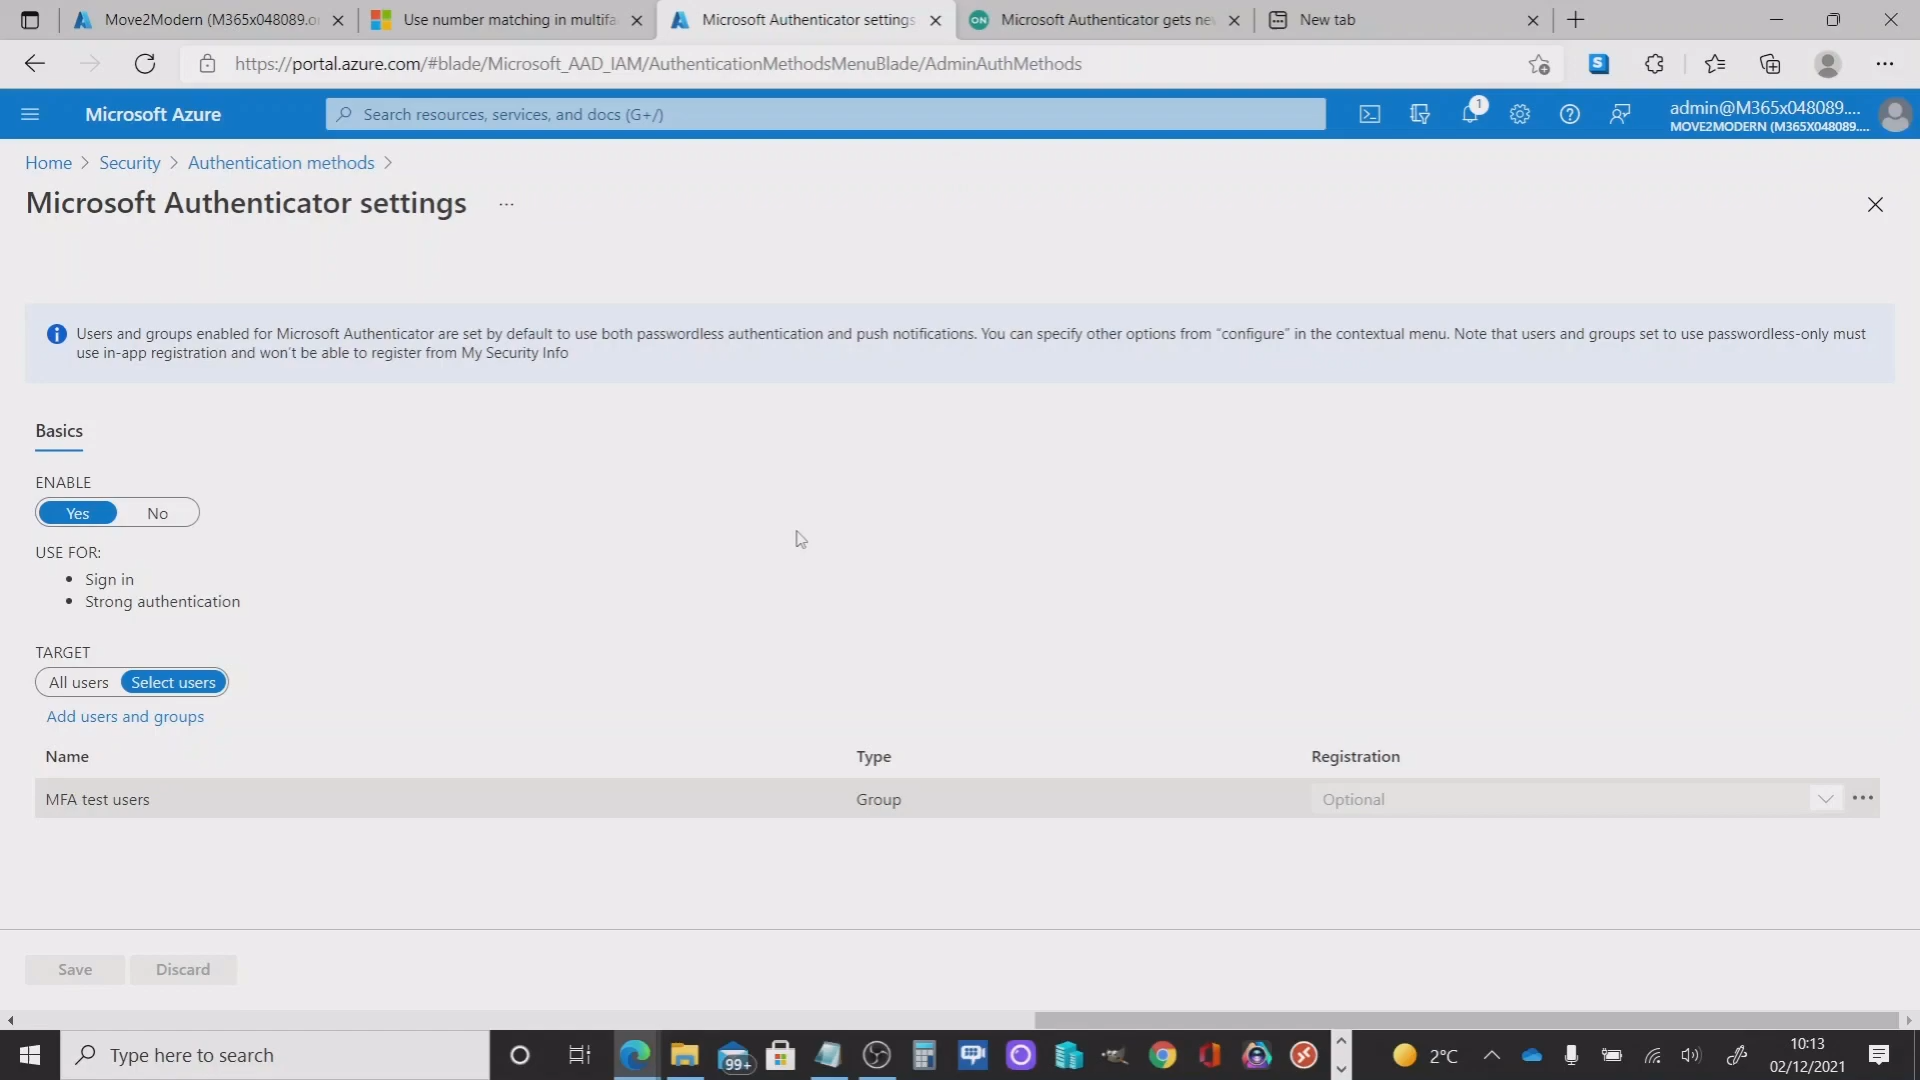 Move2Modern (M365x048089.o
Use number matching in multifa
Microsoft Authenticator settings
ON
Microsoft Authenticator gets ne
New tab
https://portal.azure.com/#blade/Microsoft_AAD_IAM/AuthenticationMethodsMenuBlade/AdminAuthMethods
S
Microsoft Azure
Search resources, services, and docs (G+/)
1
admin@M365x048089....
MOVE2MODERN (M365X048089....
Home > Security > Authentication methods >
Microsoft Authenticator settings ...
Users and groups enabled for Microsoft Authenticator are set by default to use both passwordless authentication and push notifications. You can specify other options from "configure" in the contextual menu. Note that users and groups set to use passwordless-only must
use in-app registration and won't be able to register from My Security Info
Basics
ENABLE
Yes No
USE FOR:
• Sign in
• Strong authentication
TARGET
All users Select users
Add users and groups
Name Type Registration
MFA test users Group Optional
Save Discard
Type here to search
99+
2°C
10:13
02/12/2021